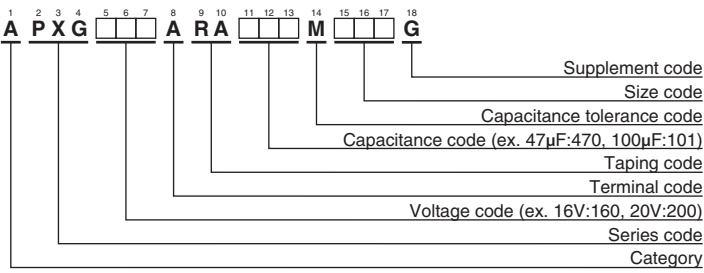 1 2 3 4 5 6 7 8 9 10 11 12 13 14 15 16 17 18
A PXG□□□ A RA□□□ M□□□ G
Supplement code
Size code
Capacitance tolerance code
Capacitance code (ex. 47µF:470, 100µF:101)
Taping code
Terminal code
Voltage code (ex. 16V:160, 20V:200)
Series code
Category